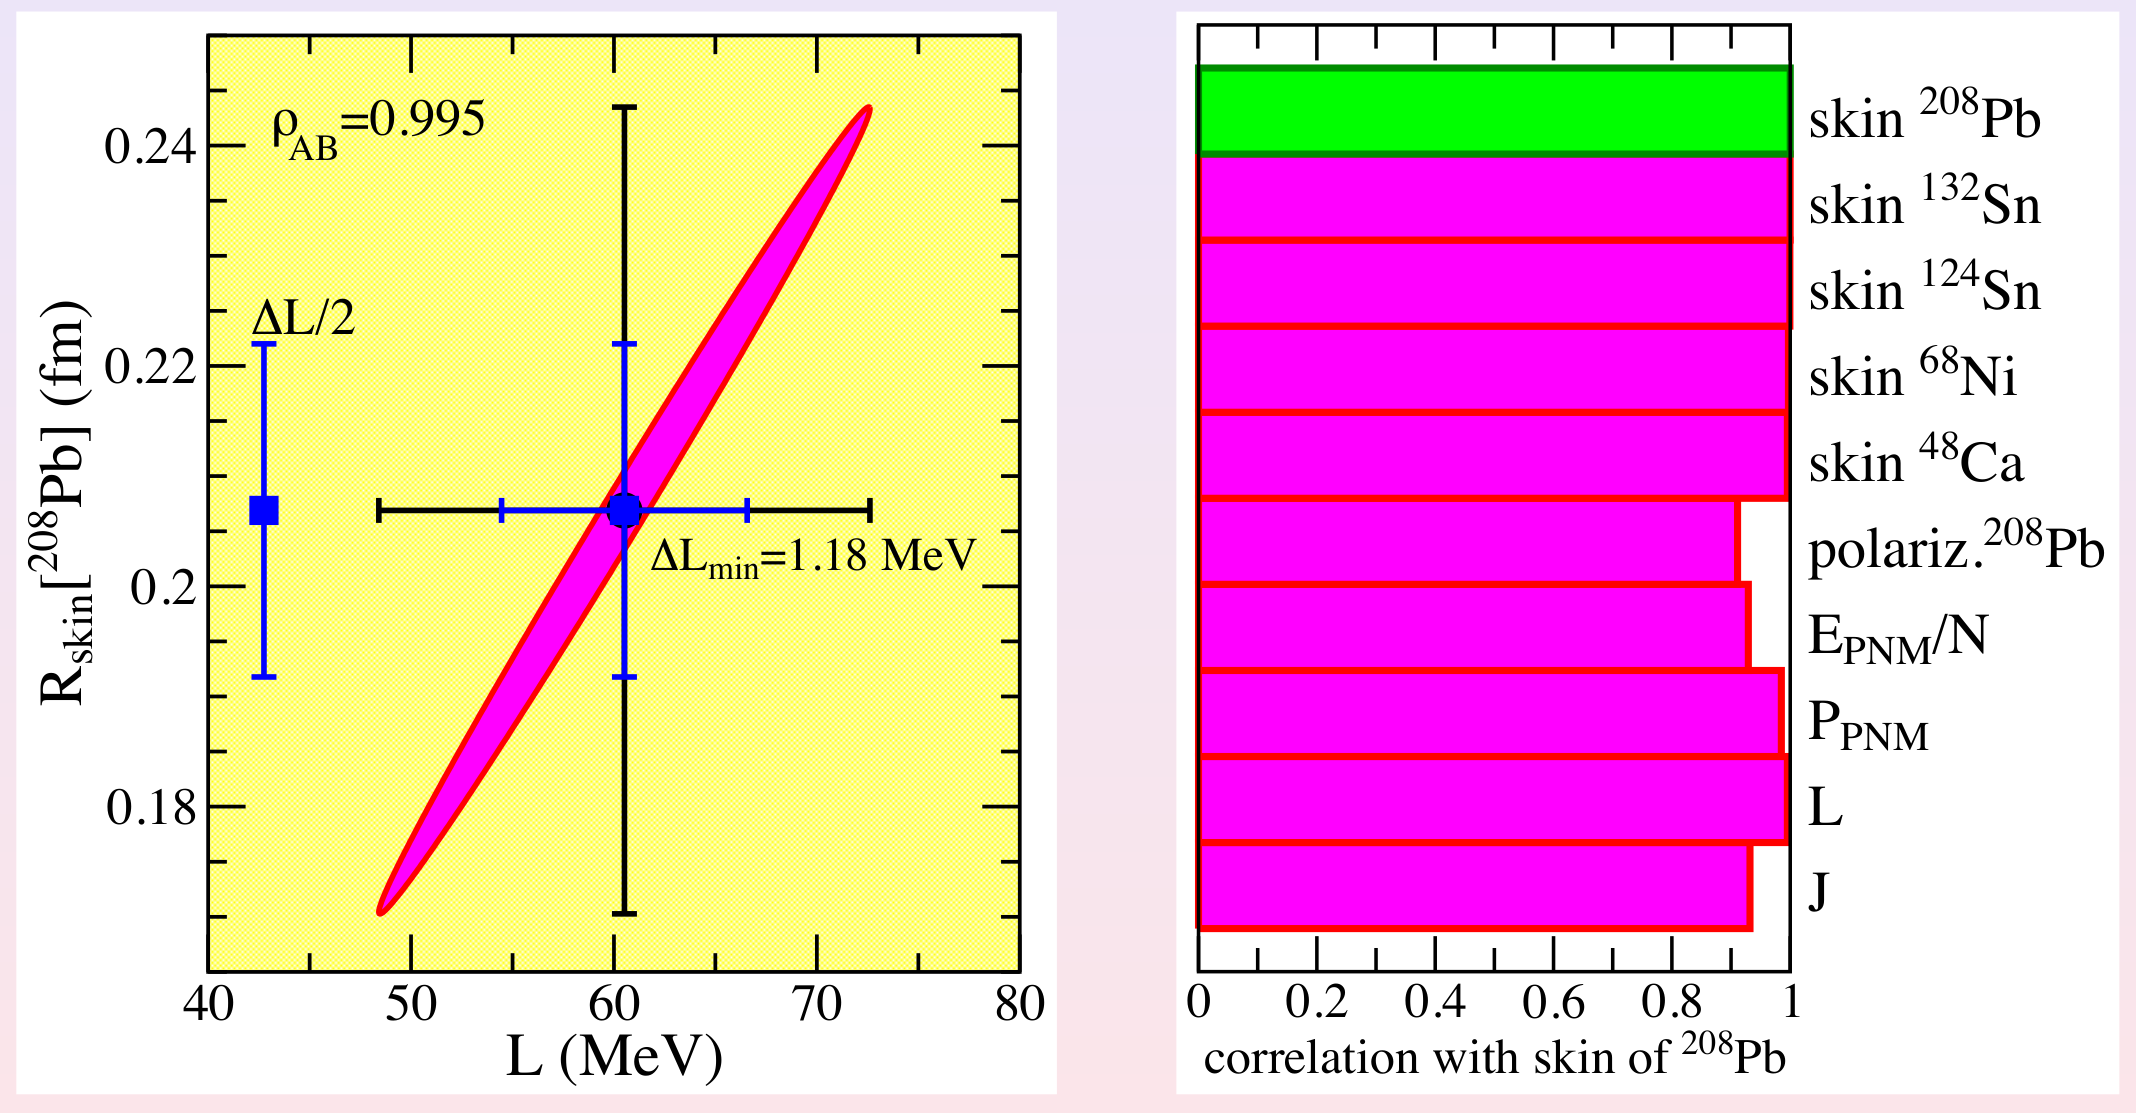 ρAB=0.995
0.24
0.22
0.2
0.18
Rskin[²⁰⁸Pb] (fm)
ΔL/2
ΔLmin=1.18 MeV
40 50 60 70 80
L (MeV)
skin ²⁰⁸Pb
skin ¹³²Sn
skin ¹²⁴Sn
skin ⁶⁸Ni
skin ⁴⁸Ca
polariz.²⁰⁸Pb
EPNM/N
PPNM
L
J
0 0.2 0.4 0.6 0.8 1
correlation with skin of ²⁰⁸Pb